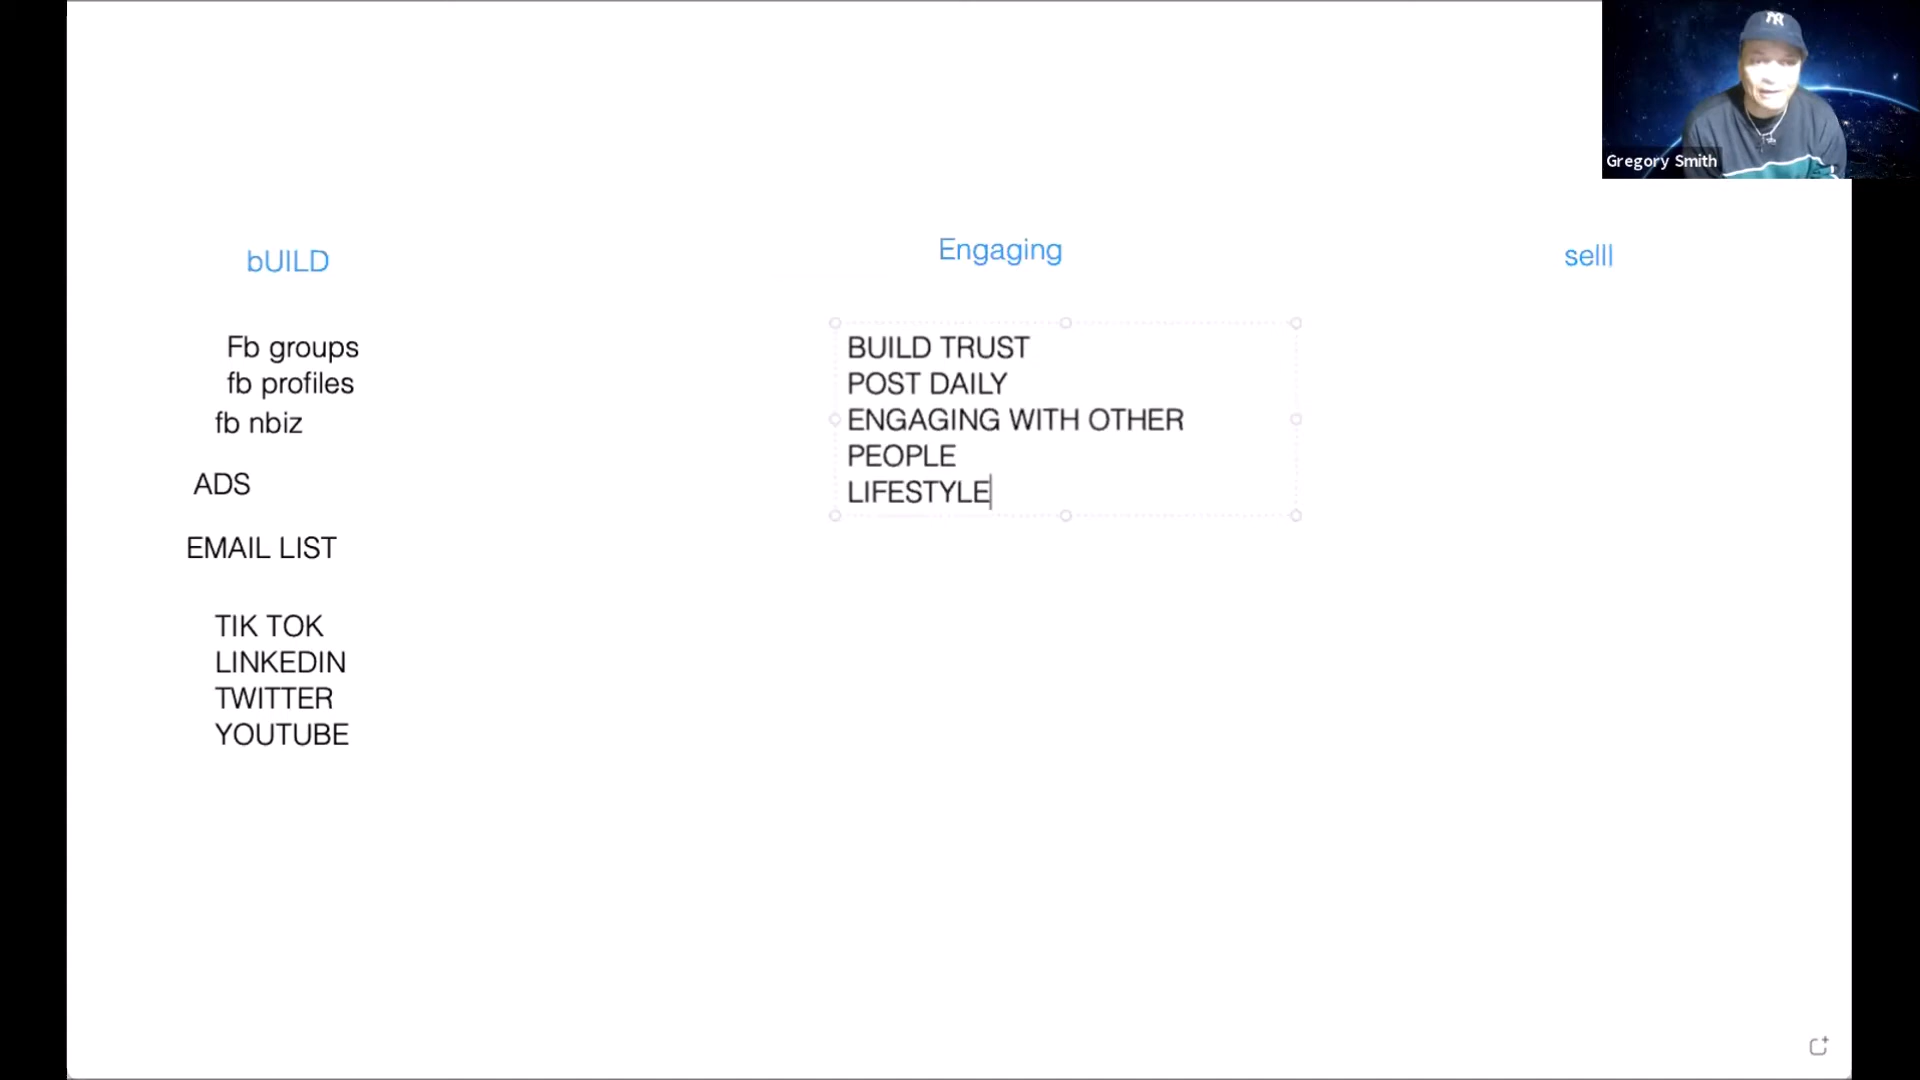 Gregory Smith
bUILD
Engaging
selll
Fb groups
fb profiles
fb nbiz
ADS
EMAIL LIST
TIK TOK
LINKEDIN
TWITTER
YOUTUBE
BUILD TRUST
POST DAILY
ENGAGING WITH OTHER
PEOPLE
LIFESTYLE